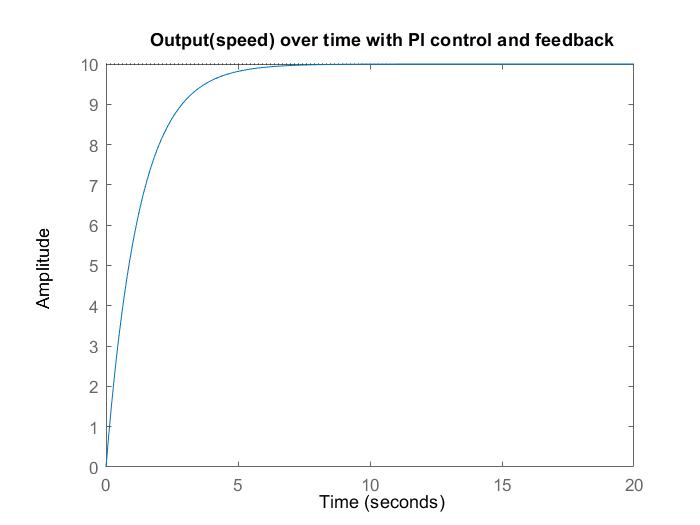 Output(speed) over time with PI control and feedback
10
9
8
7
6
5
4
3
2
1
0
Amplitude
0 5 10 15 20
Time (seconds)